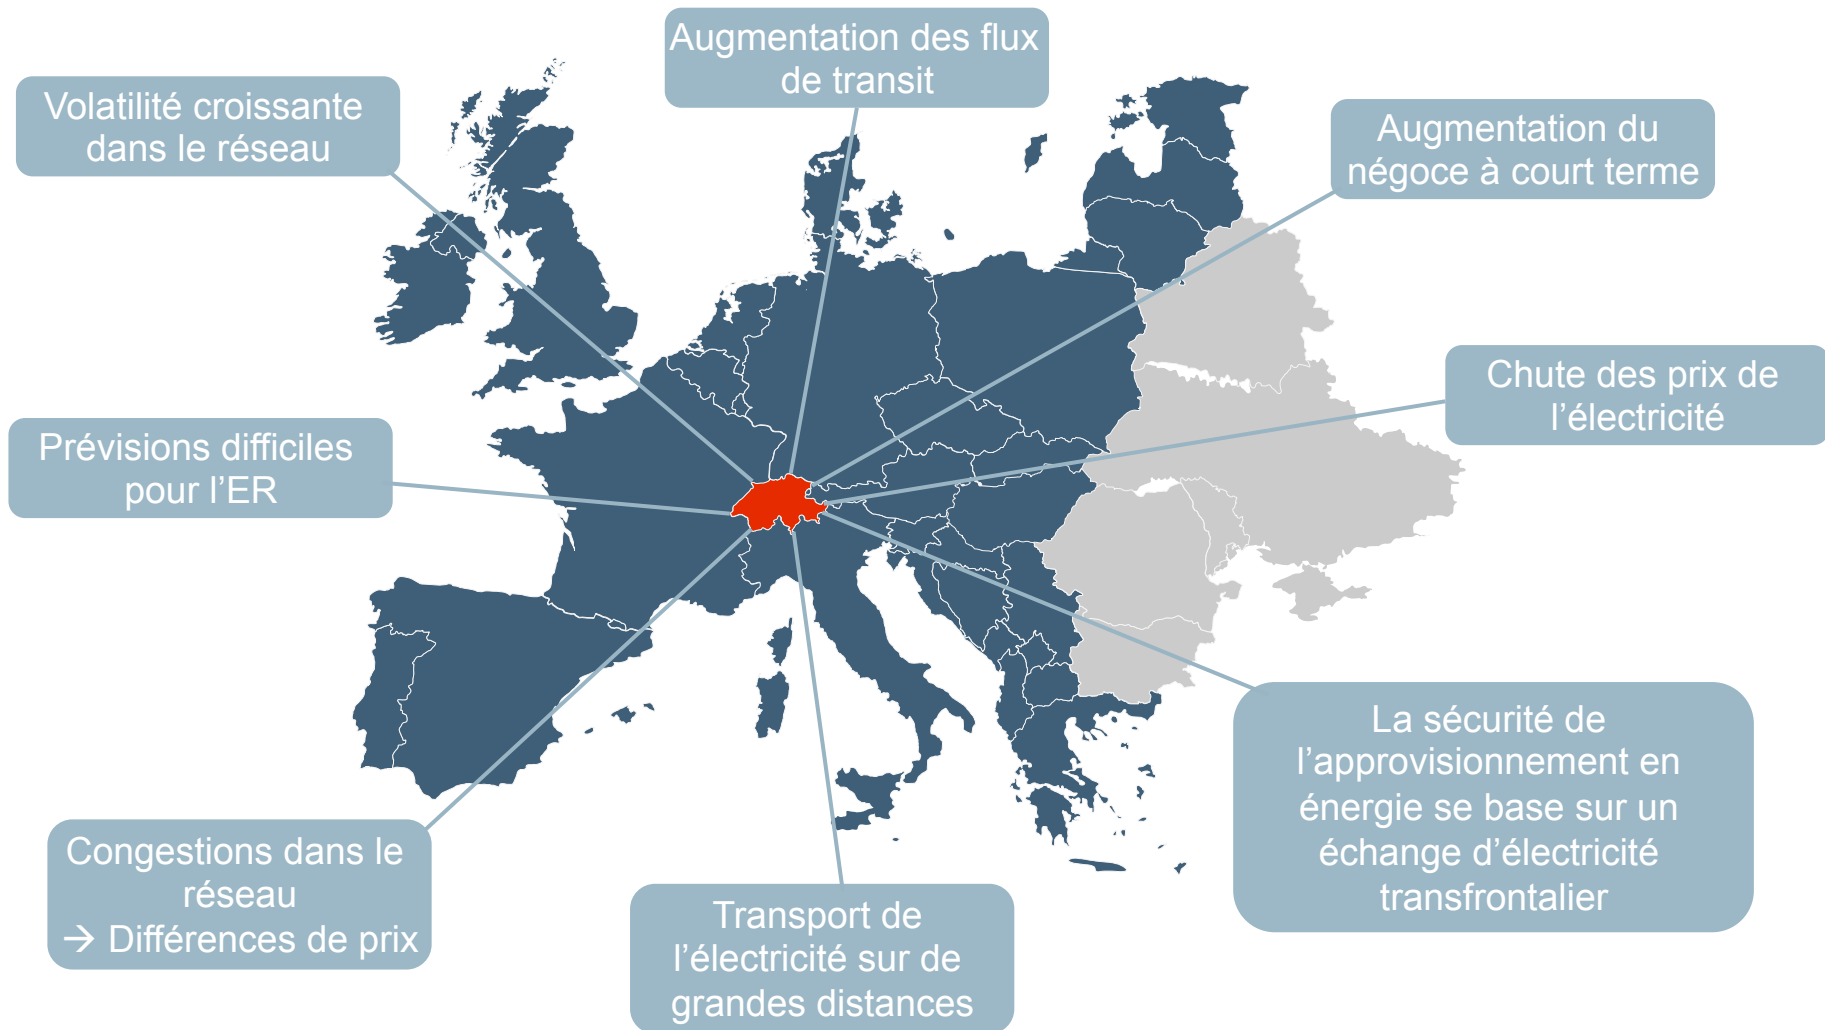 Augmentation des flux
de transit
Volatilité croissante
dans le réseau
Augmentation du
négoce à court terme
Chute des prix de
l’électricité
Prévisions difficiles
pour l’ER
La sécurité de
l’approvisionnement en
énergie se base sur un
échange d’électricité
transfrontalier
Congestions dans le
réseau
→ Différences de prix
Transport de
l’électricité sur de
grandes distances